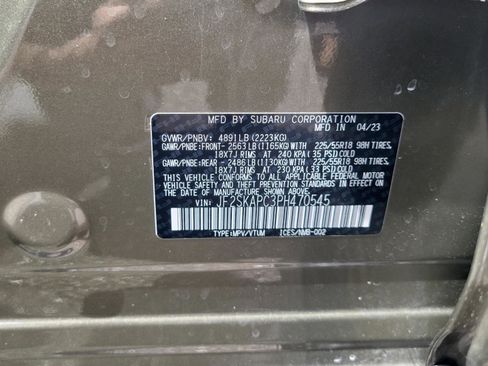 MFD BY SUBARU CORPORATION MFD IN 04/23
GVWR/PNBV: 4891LB(2223KG)
GAWR/PNBE:FRONT-2563LB(1165KG)WITH 225/55R18 98H TIRES,
18X7J RIMS AT 240 KPA(35 PSI)COLD
GAWR/PNBE:REAR -2486LB(1130KG)WITH 225/55R18 98H TIRES,
18X7J RIMS AT 230 KPA(33 PSI)COLD
THIS VEHICLE CONFORMS TO ALL APPLICABLE FEDERAL MOTOR
VEHICLE SAFETY STANDARDS IN EFFECT ON THE
DATE OF MANUFACTURE SHOWN ABOVE.
VIN: JF2SKAPC3PH470545
TYPE:MPV/VTUM ICES/NMB-002